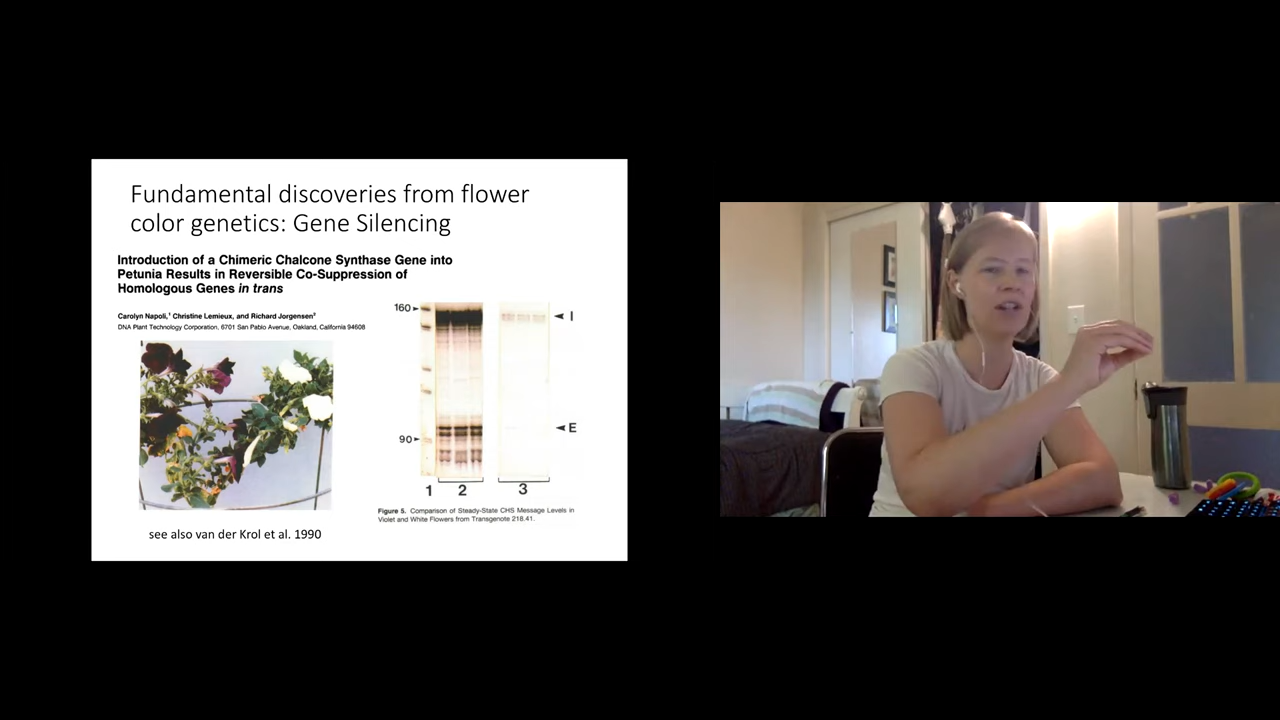 Fundamental discoveries from flower
color genetics: Gene Silencing
Introduction of a Chimeric Chalcone Synthase Gene into
Petunia Results in Reversible Co-Suppression of
Homologous Genes in trans
Carolyn Napoli,¹ Christine Lemieux, and Richard Jorgensen²
DNA Plant Technology Corporation, 6701 San Pablo Avenue, Oakland, California 94608
160
I
E
90
1 2 3
Figure 5. Comparison of Steady-State CHS Message Levels in
Violet and White Flowers from Transgenote 218.41.
see also van der Krol et al. 1990